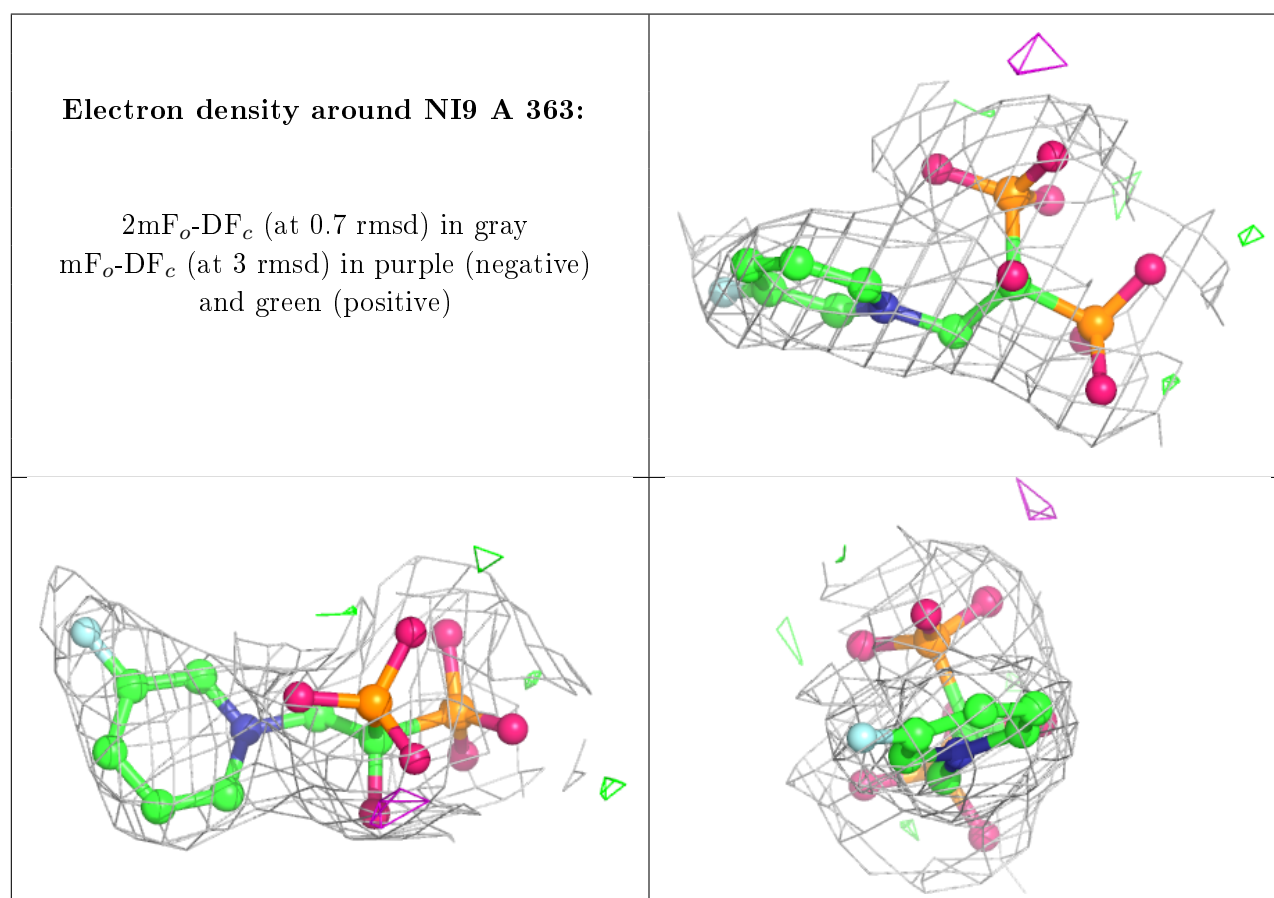 Electron density around NI9 A 363:
2mFo-DFc (at 0.7 rmsd) in gray
mFo-DFc (at 3 rmsd) in purple (negative)
and green (positive)